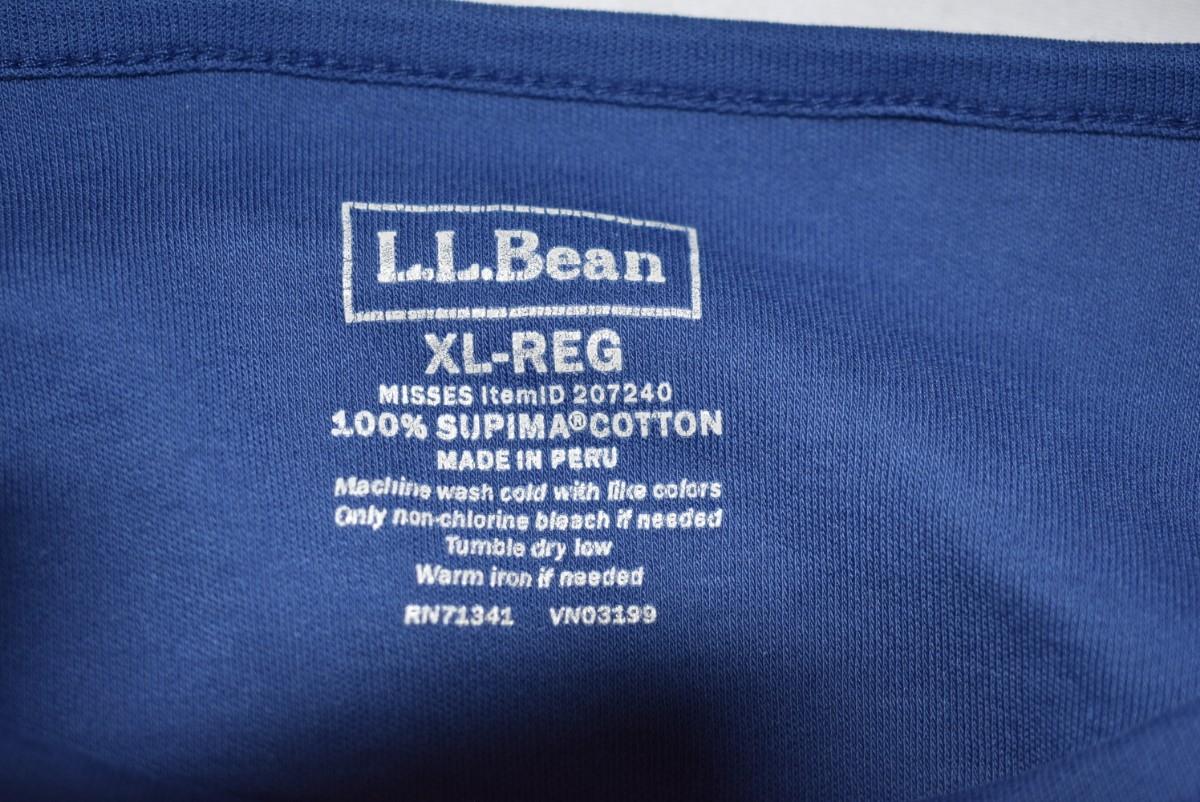 L.L.Bean
XL-REG
MISSES ItemID 207240
100% SUPIMA® COTTON
MADE IN PERU
Machine wash cold with like colors
Only non-chlorine bleach if needed
Tumble dry low
Warm iron if needed
RN71341 VN03199